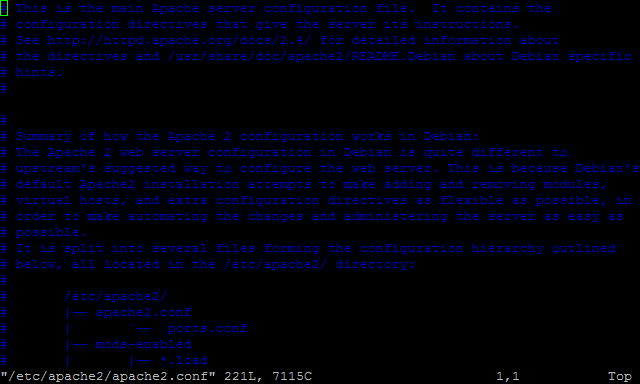 # This is the main Apache server configuration file.  It contains the
# configuration directives that give the server its instructions.
# See http://httpd.apache.org/docs/2.4/ for detailed information about
# the directives and /usr/share/doc/apache2/README.Debian about Debian specific
# hints.
#
#
# Summary of how the Apache 2 configuration works in Debian:
# The Apache 2 web server configuration in Debian is quite different to
# upstream's suggested way to configure the web server. This is because Debian's
# default Apache2 installation attempts to make adding and removing modules,
# virtual hosts, and extra configuration directives as flexible as possible, in
# order to make automating the changes and administering the server as easy as
# possible.
# It is split into several files forming the configuration hierarchy outlined
# below, all located in the /etc/apache2/ directory:
#
#       /etc/apache2/
#       |-- apache2.conf
#       |       `--  ports.conf
#       |-- mods-enabled
#       |       |-- *.load
"/etc/apache2/apache2.conf" 221L, 7115C                       1,1           Top